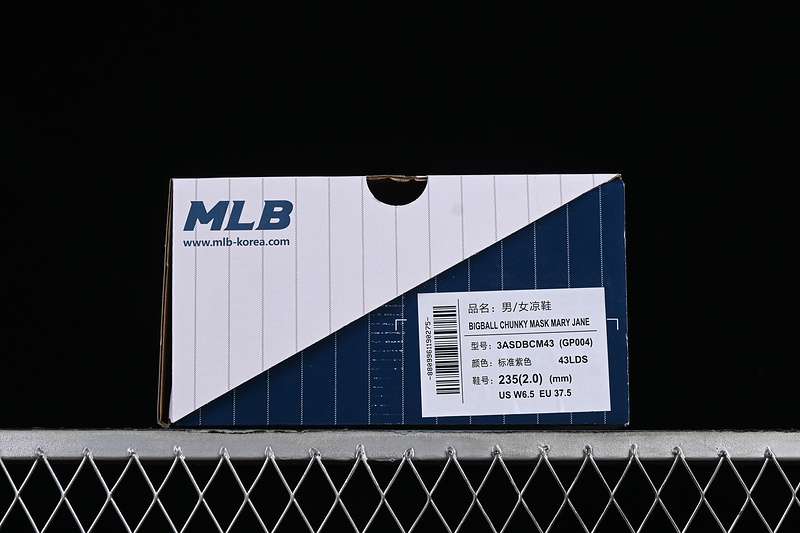 MLB
www.mlb-korea.com
品名：男/女凉鞋
BIGBALL CHUNKY MASK MARY JANE
型号：3ASDBCM43 (GP004)
颜色：标准紫色 43LDS
鞋号：235(2.0) (mm)
US W6.5 EU 37.5
-8809961190275-